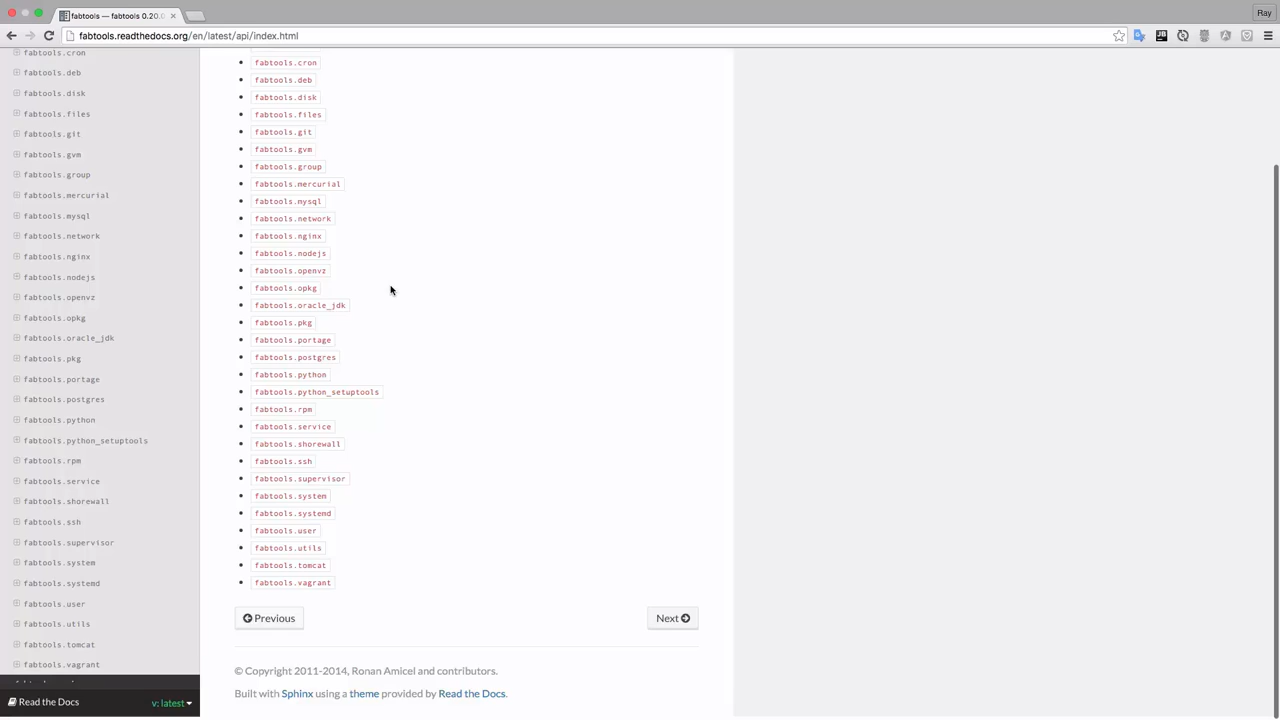 fabtools — fabtools 0.20.0
Ray
fabtools.readthedocs.org/en/latest/api/index.html
fabtools.cron
fabtools.deb
fabtools.disk
fabtools.files
fabtools.git
fabtools.gvm
fabtools.group
fabtools.mercurial
fabtools.mysql
fabtools.network
fabtools.nginx
fabtools.nodejs
fabtools.openvz
fabtools.opkg
fabtools.oracle_jdk
fabtools.pkg
fabtools.portage
fabtools.postgres
fabtools.python
fabtools.python_setuptools
fabtools.rpm
fabtools.service
fabtools.shorewall
fabtools.ssh
fabtools.supervisor
fabtools.system
fabtools.systemd
fabtools.user
fabtools.utils
fabtools.tomcat
fabtools.vagrant
Read the Docs
v: latest
fabtools.cron
fabtools.deb
fabtools.disk
fabtools.files
fabtools.git
fabtools.gvm
fabtools.group
fabtools.mercurial
fabtools.mysql
fabtools.network
fabtools.nginx
fabtools.nodejs
fabtools.openvz
fabtools.opkg
fabtools.oracle_jdk
fabtools.pkg
fabtools.portage
fabtools.postgres
fabtools.python
fabtools.python_setuptools
fabtools.rpm
fabtools.service
fabtools.shorewall
fabtools.ssh
fabtools.supervisor
fabtools.system
fabtools.systemd
fabtools.user
fabtools.utils
fabtools.tomcat
fabtools.vagrant
Previous
Next
© Copyright 2011-2014, Ronan Amicel and contributors.
Built with Sphinx using a theme provided by Read the Docs.